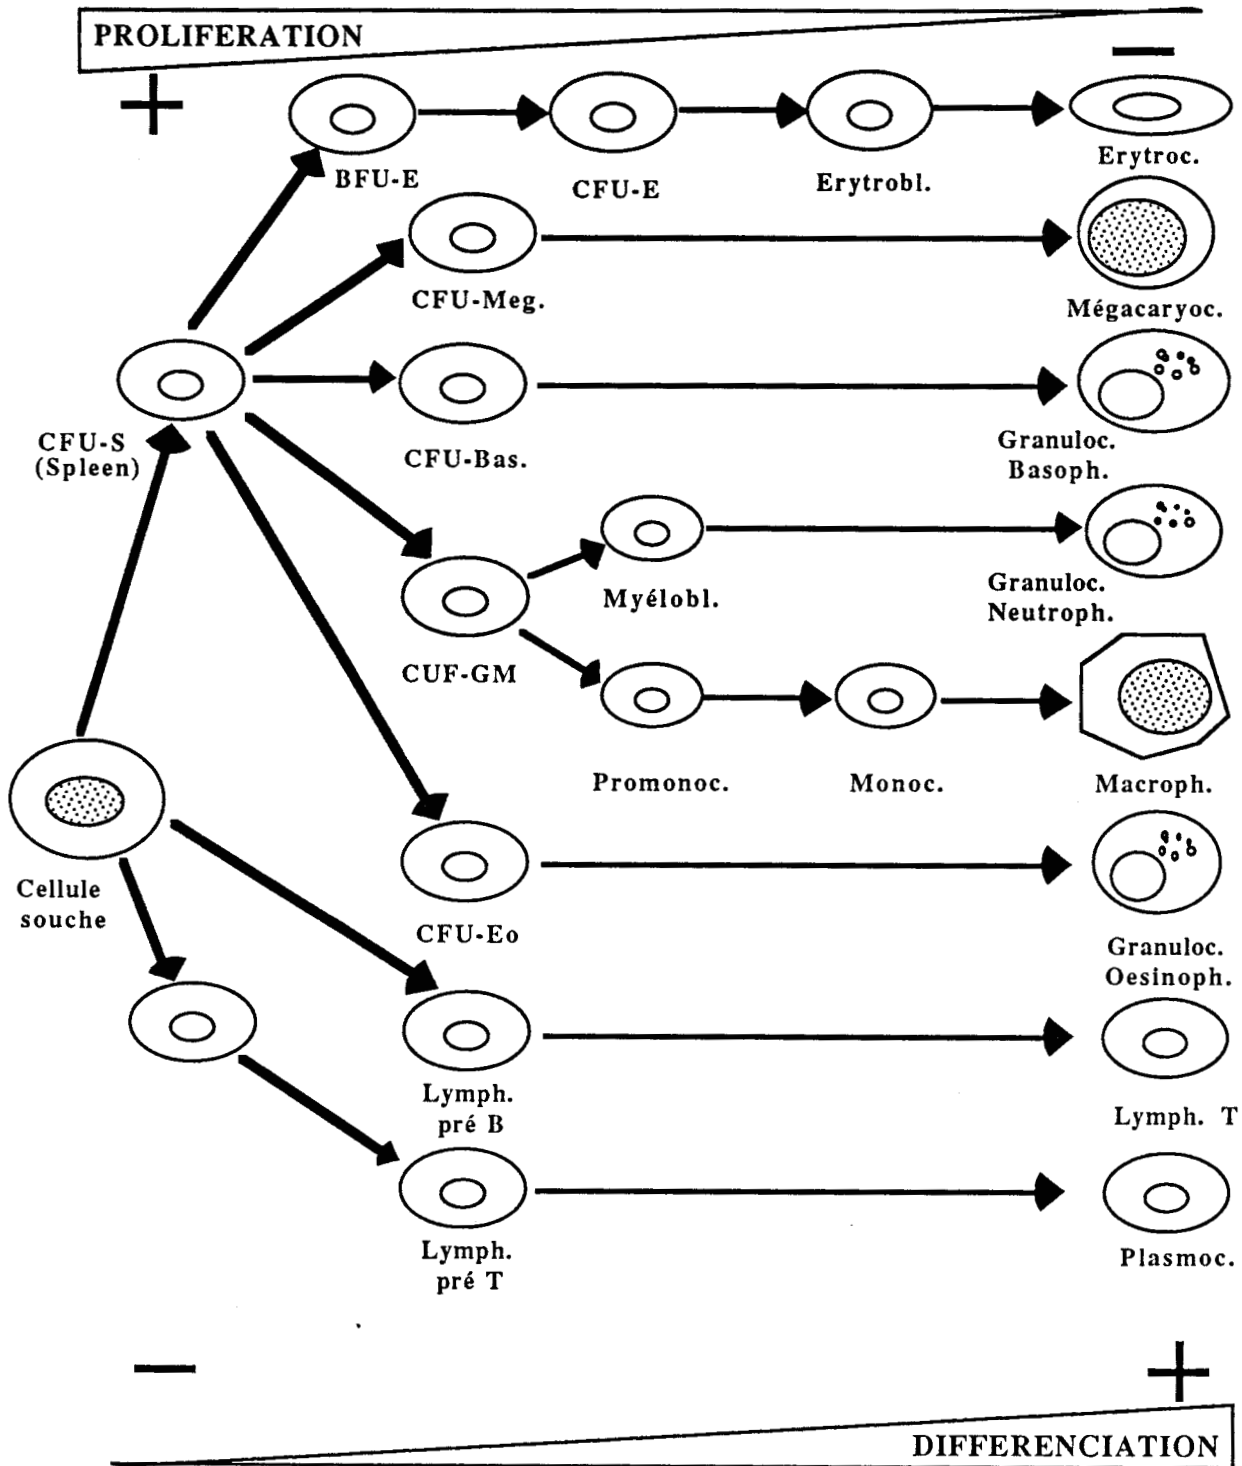 PROLIFERATION
BFU-E
CFU-E
Erytrobl.
Erytroc.
CFU-Meg.
Mégacaryoc.
CFU-S
(Spleen)
CFU-Bas.
Granuloc.
Basoph.
Myélobl.
Granuloc.
Neutroph.
CUF-GM
Promonoc.
Monoc.
Macroph.
Cellule
souche
CFU-Eo
Granuloc.
Oesinoph.
Lymph.
pré B
Lymph. T
Lymph.
pré T
Plasmoc.
DIFFERENCIATION